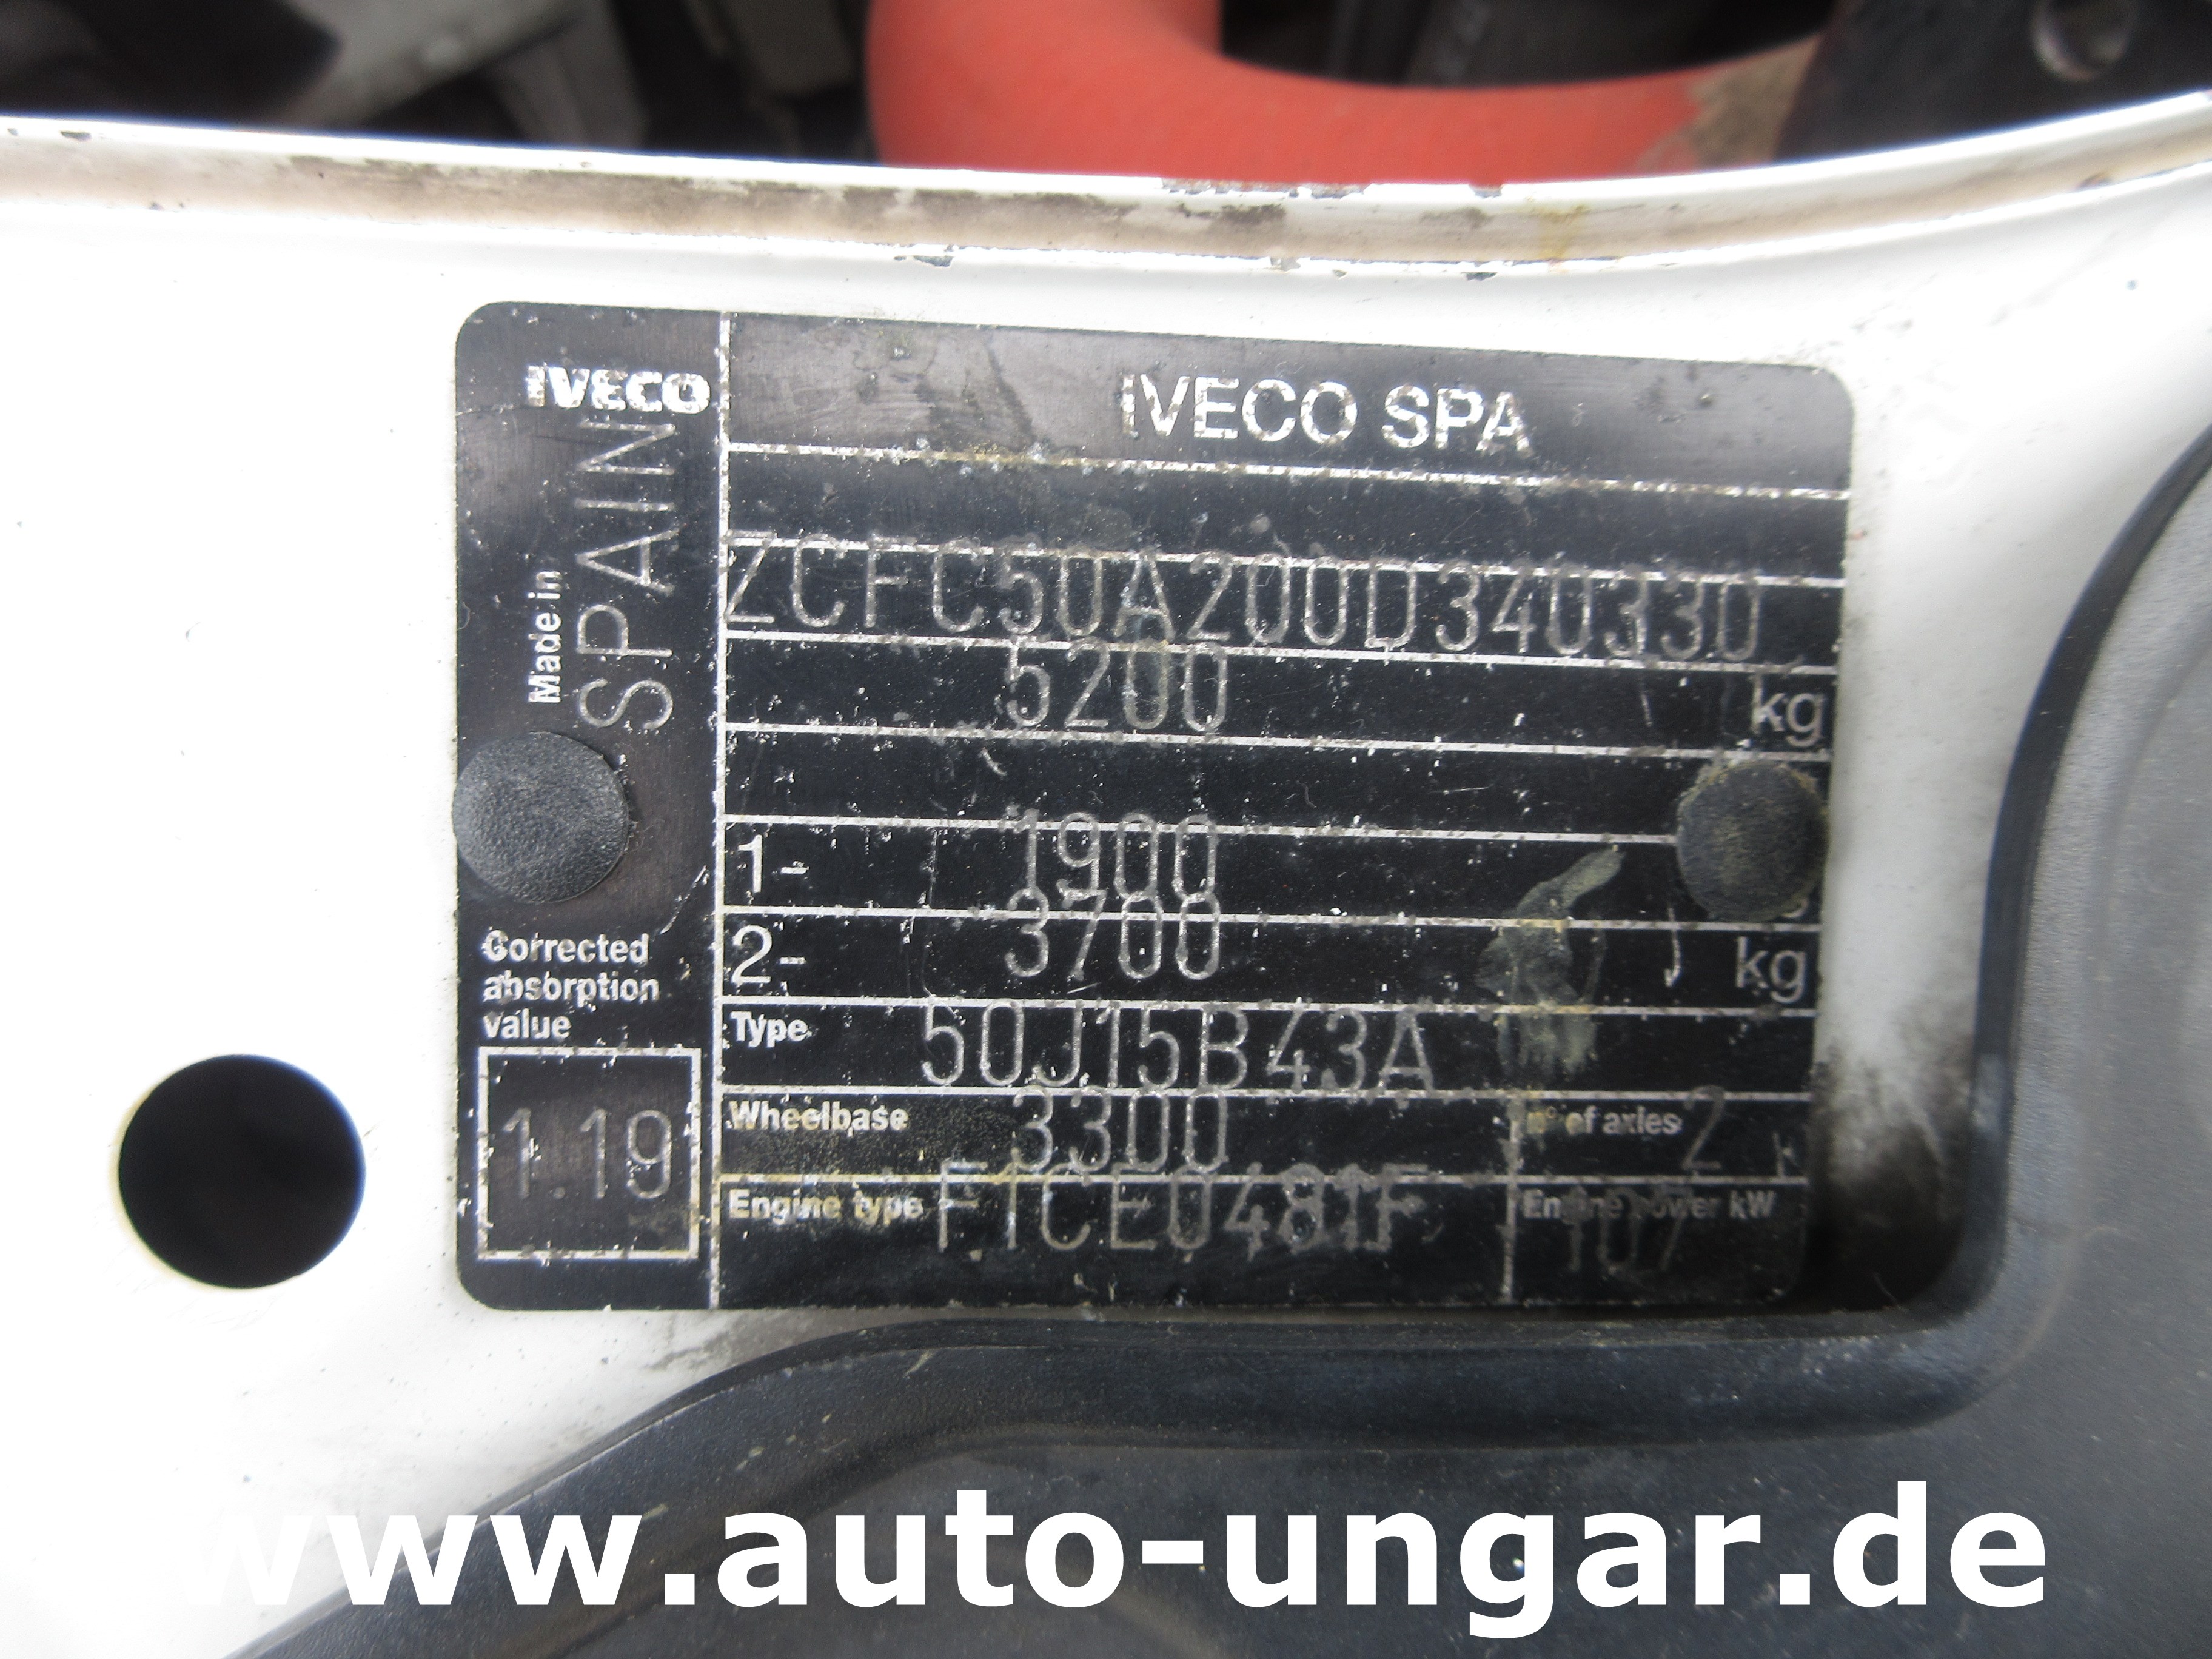 IVECO
IVECO SPA
Made in
SPAIN
ZCFC50A200D340330
5200 kg
1- 1900
2- 3700 kg
Type 50J15B43A
Wheelbase 3300 n° of axles 2
Engine type F1CE0481F Engine power kW 107
Corrected
absorption
value
1.19
www.auto-ungar.de